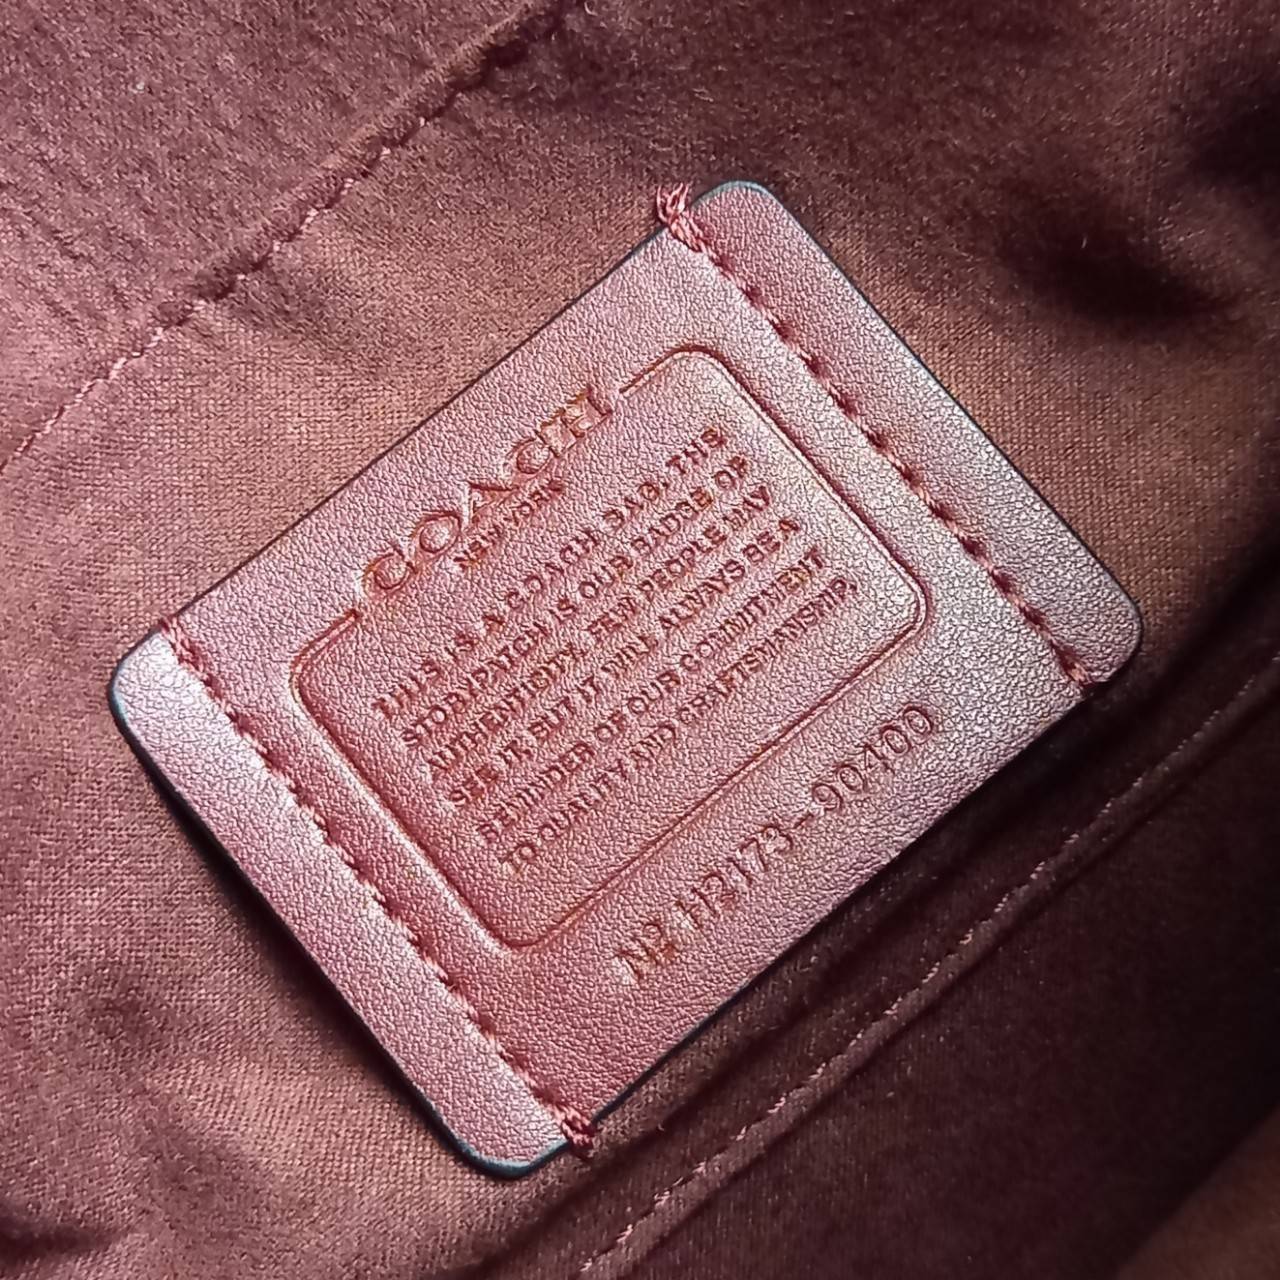 COACH
NEW YORK
THIS IS A COACH BAG, THIS
STORYPATCH IS OUR BADGE OF
AUTHENTICITY. FEW PEOPLE MAY
SEE IT, BUT IT WILL ALWAYS BE A
REMINDER OF OUR COMMITMENT
TO QUALITY AND CRAFTSMANSHIP.
Nº H2173-90400